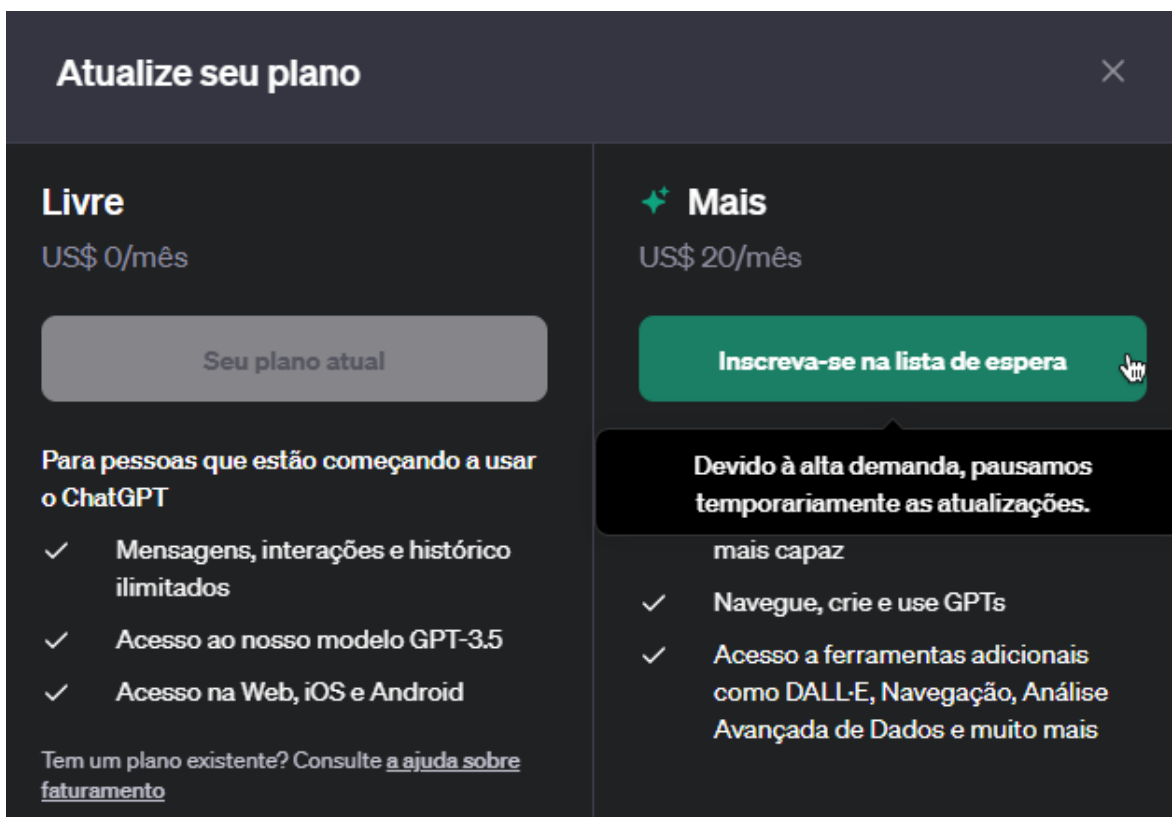 Atualize seu plano
Livre
US$ 0/mês
Seu plano atual
Para pessoas que estão começando a usar
o ChatGPT
Mensagens, interações e histórico
ilimitados
Acesso ao nosso modelo GPT-3.5
Acesso na Web, iOS e Android
Tem um plano existente? Consulte a ajuda sobre
faturamento
Mais
US$ 20/mês
Inscreva-se na lista de espera
Devido à alta demanda, pausamos
temporariamente as atualizações.
mais capaz
Navegue, crie e use GPTs
Acesso a ferramentas adicionais
como DALL·E, Navegação, Análise
Avançada de Dados e muito mais